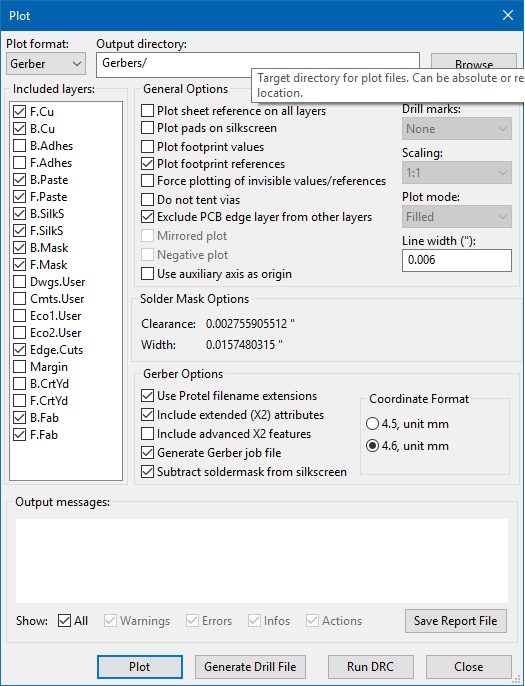 Plot
Plot format:
Output directory:
Gerber
Gerbers/
Browse
Target directory for plot files. Can be absolute or re
location.
Included layers:
F.Cu
B.Cu
B.Adhes
F.Adhes
B.Paste
F.Paste
B.SilkS
F.SilkS
B.Mask
F.Mask
Dwgs.User
Cmts.User
Eco1.User
Eco2.User
Edge.Cuts
Margin
B.CrtYd
F.CrtYd
B.Fab
F.Fab
General Options
Plot sheet reference on all layers
Plot pads on silkscreen
Plot footprint values
Plot footprint references
Force plotting of invisible values/references
Do not tent vias
Exclude PCB edge layer from other layers
Mirrored plot
Negative plot
Use auxiliary axis as origin
Drill marks:
None
Scaling:
1:1
Plot mode:
Filled
Line width ("):
0.006
Solder Mask Options
Clearance: 0.002755905512 "
Width: 0.0157480315 "
Gerber Options
Use Protel filename extensions
Include extended (X2) attributes
Include advanced X2 features
Generate Gerber job file
Subtract soldermask from silkscreen
Coordinate Format
4.5, unit mm
4.6, unit mm
Output messages:
Show: All Warnings Errors Infos Actions
Save Report File
Plot
Generate Drill File
Run DRC
Close